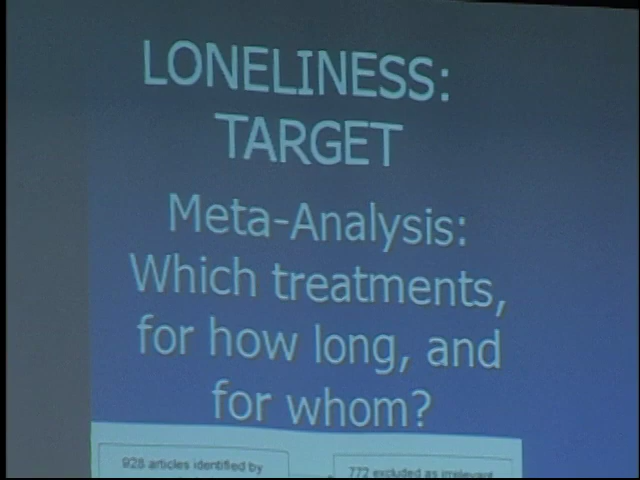 LONELINESS:
TARGET
Meta-Analysis:
Which treatments,
for how long, and
for whom?
928 articles identified by
772 excluded as irrelevant